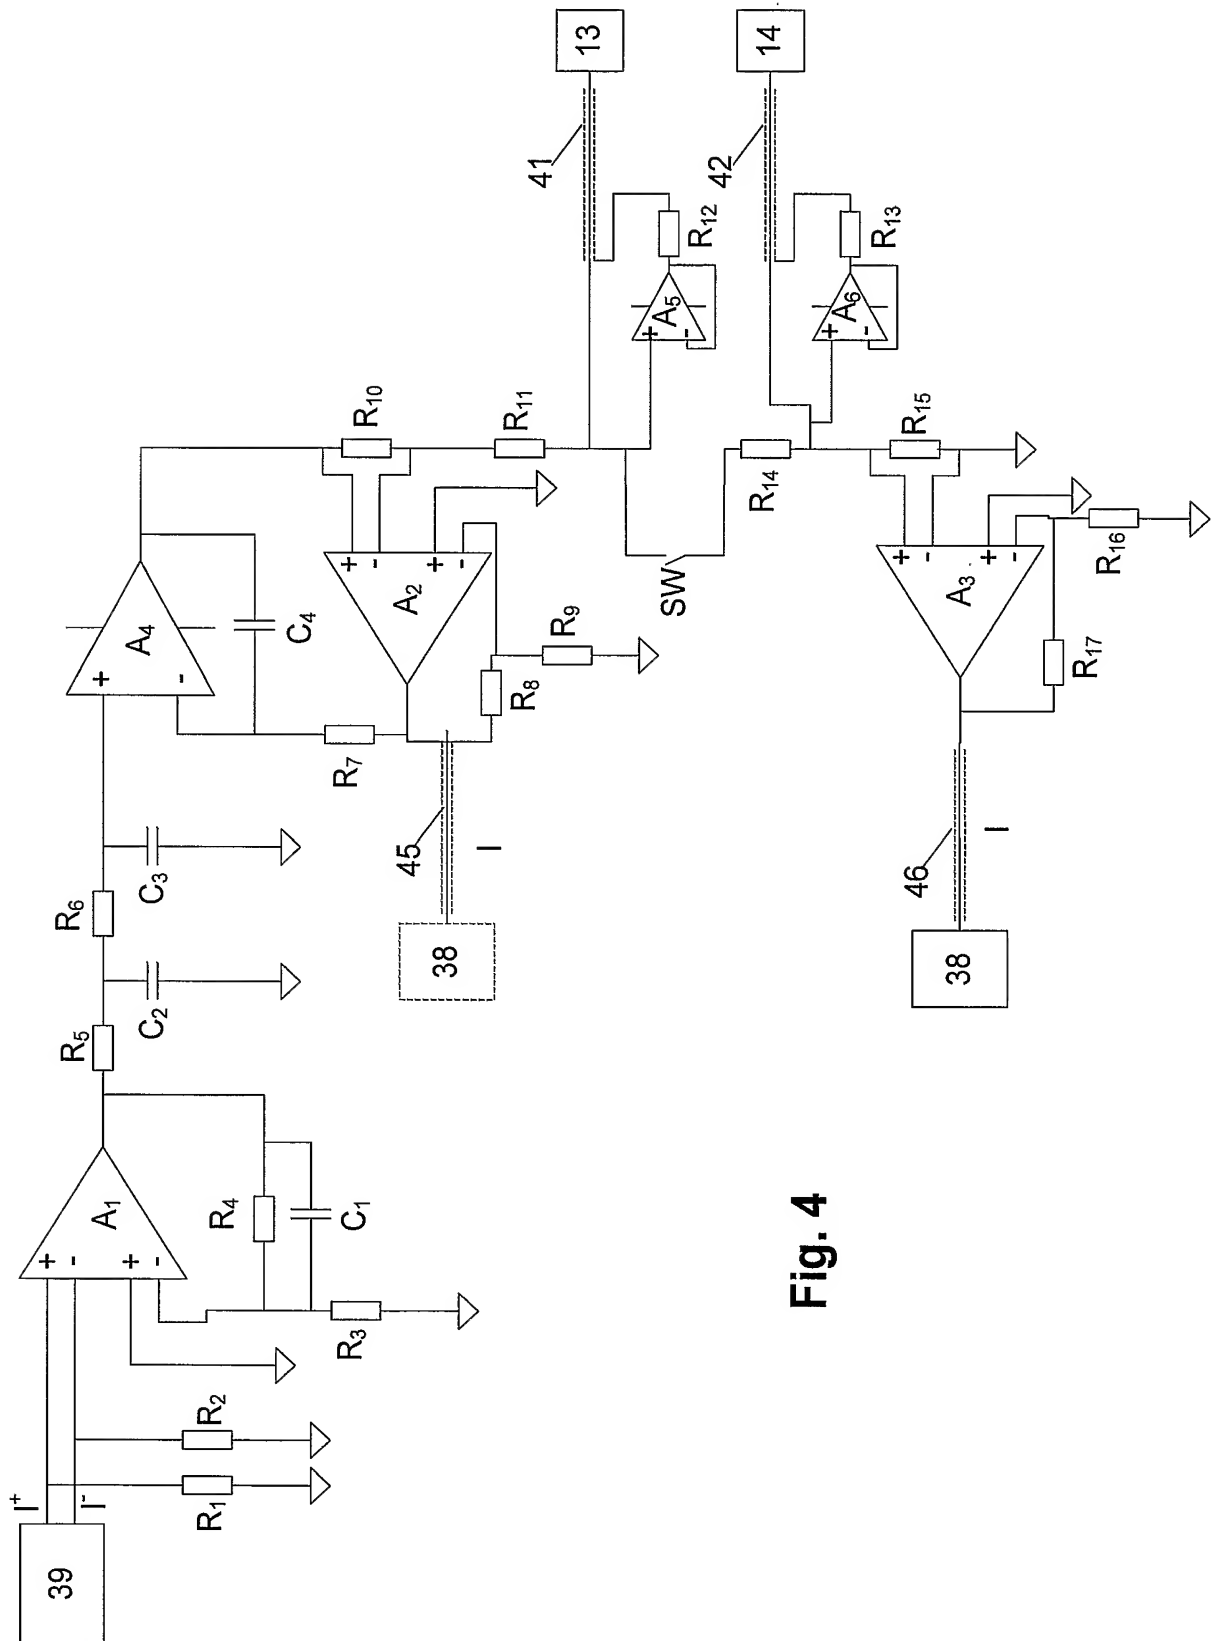 13
14
41
42
R12
R13
A5
+
-
A6
+
-
R10
R11
R14
R15
A4
+
-
C4
A2
+
-
+
-
R9
R8
R7
SW
A3
+
-
+
-
R16
R17
45
I
38
46
I
38
R6
C3
R5
C2
A1
+
-
+
-
R4
C1
R3
R2
R1
I+
I-
39
Fig. 4